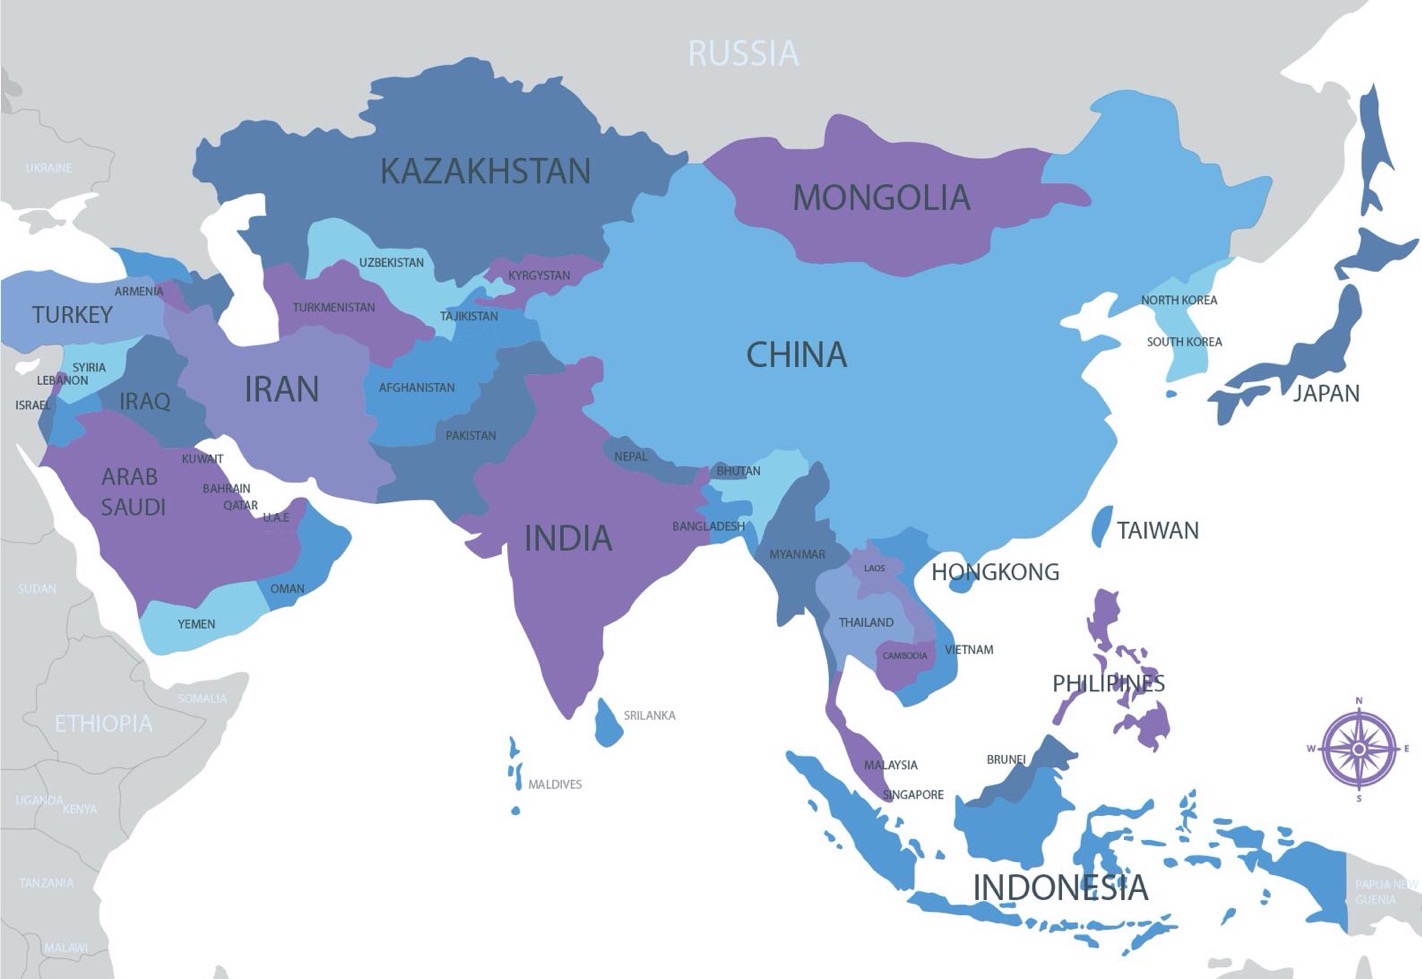 RUSSIA
UKRAINE
KAZAKHSTAN
MONGOLIA
UZBEKISTAN
KYRGYSTAN
ARMENIA
TURKEY
TURKMENISTAN
TAJIKISTAN
NORTH KOREA
SOUTH KOREA
CHINA
SYIRIA
LEBANON
ISRAEL
IRAQ
IRAN
AFGHANISTAN
JAPAN
PAKISTAN
KUWAIT
NEPAL
BHUTAN
ARAB
SAUDI
BAHRAIN
QATAR
U.A.E
INDIA
BANGLADESH
TAIWAN
MYANMAR
LAOS
HONGKONG
SUDAN
OMAN
YEMEN
THAILAND
CAMBODIA
VIETNAM
PHILIPINES
SOMALIA
ETHIOPIA
SRILANKA
N
W
E
S
MALDIVES
BRUNEI
MALAYSIA
SINGAPORE
UGANDA
KENYA
TANZANIA
INDONESIA
PAPUA NEW
GUENIA
MALAWI